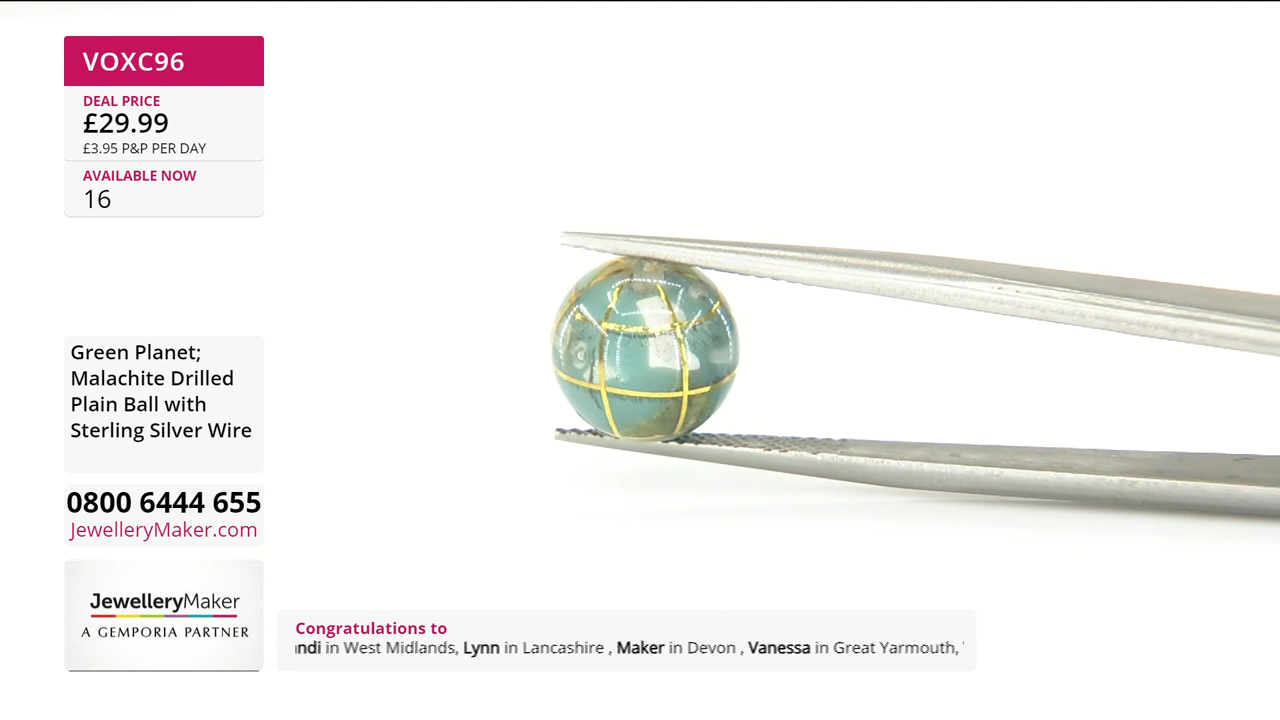 VOXC96
DEAL PRICE
£29.99
£3.95 P&P PER DAY
AVAILABLE NOW
16
Green Planet;
Malachite Drilled
Plain Ball with
Sterling Silver Wire
0800 6444 655
JewelleryMaker.com
JewelleryMaker
A GEMPORIA PARTNER
Congratulations to
in West Midlands, Lynn in Lancashire , Maker in Devon , Vanessa in Great Yarmouth,